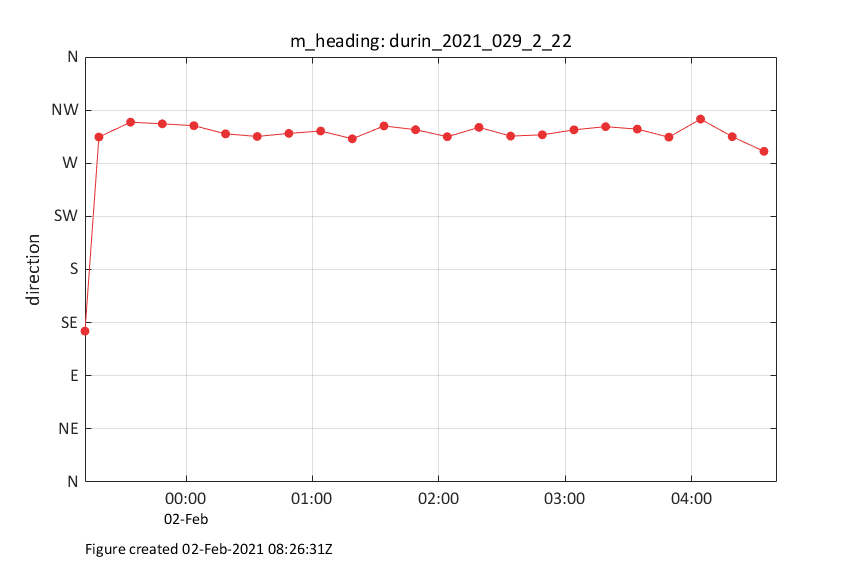 m_heading: durin_2021_029_2_22
N
NW
W
SW
S
SE
E
NE
N
direction
00:00 01:00 02:00 03:00 04:00
02-Feb
Figure created 02-Feb-2021 08:26:31Z